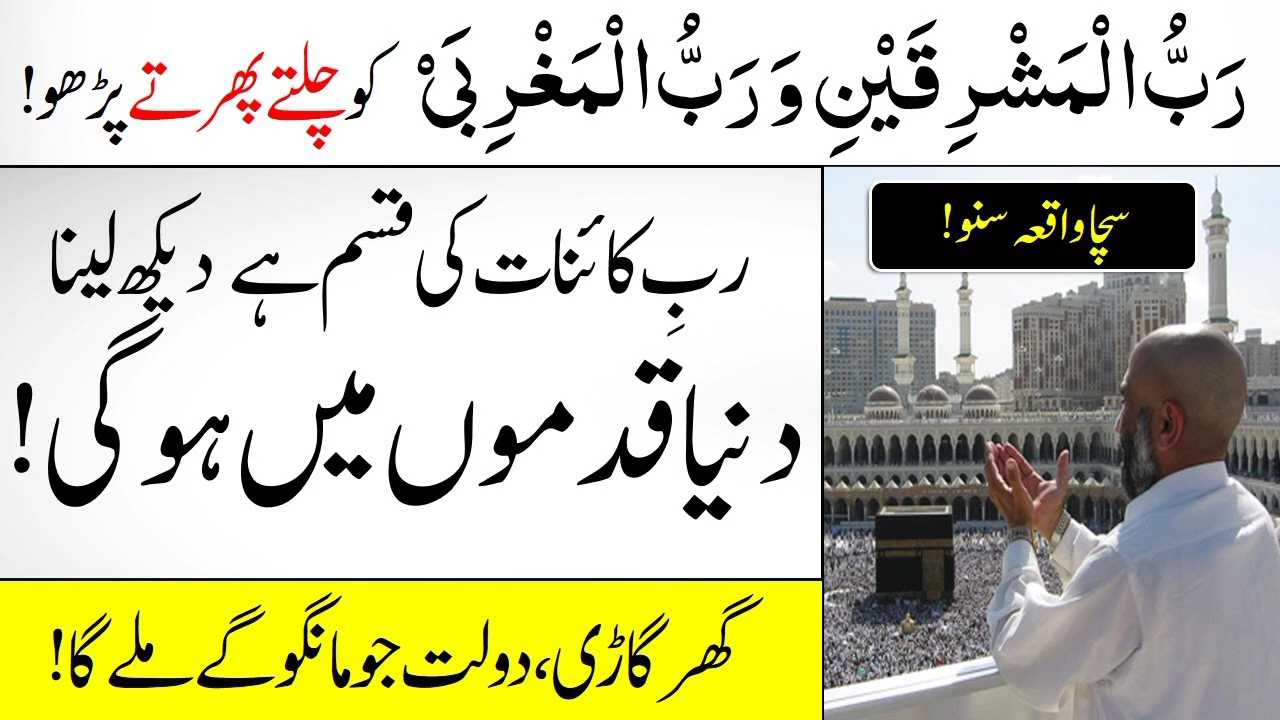 رَبُّ الْمَشْرِقَيْنِ وَرَبُّ الْمَغْرِبَیْ کو چلتے پھرتے پڑھو!
سچا واقعہ سنو!
ربِ کائنات کی قسم ہے دیکھ لینا
دنیا قدموں میں ہو گی!
گھر گاڑی، دولت جو مانگو گے ملے گا!